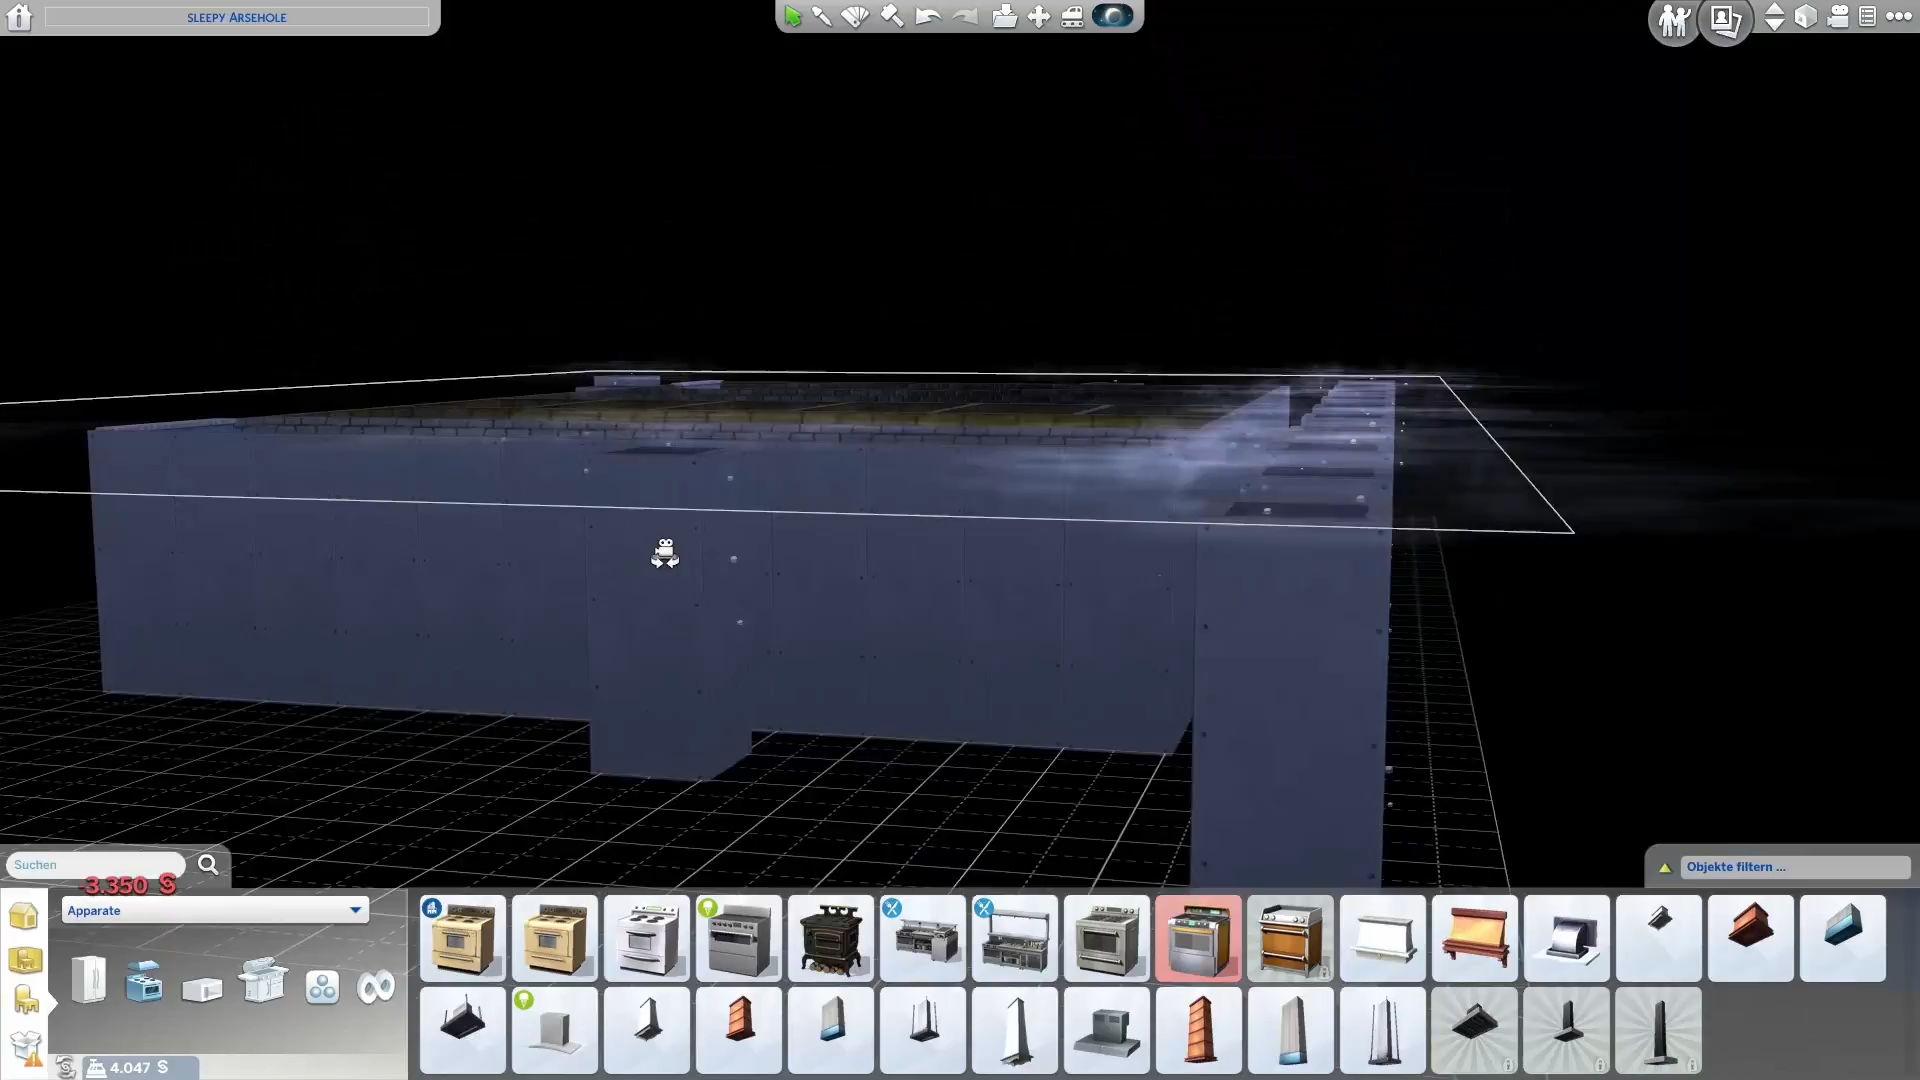 SLEEPY ARSEHOLE
Suchen
-3.350 §
Apparate
Objekte filtern ...
4.047 §